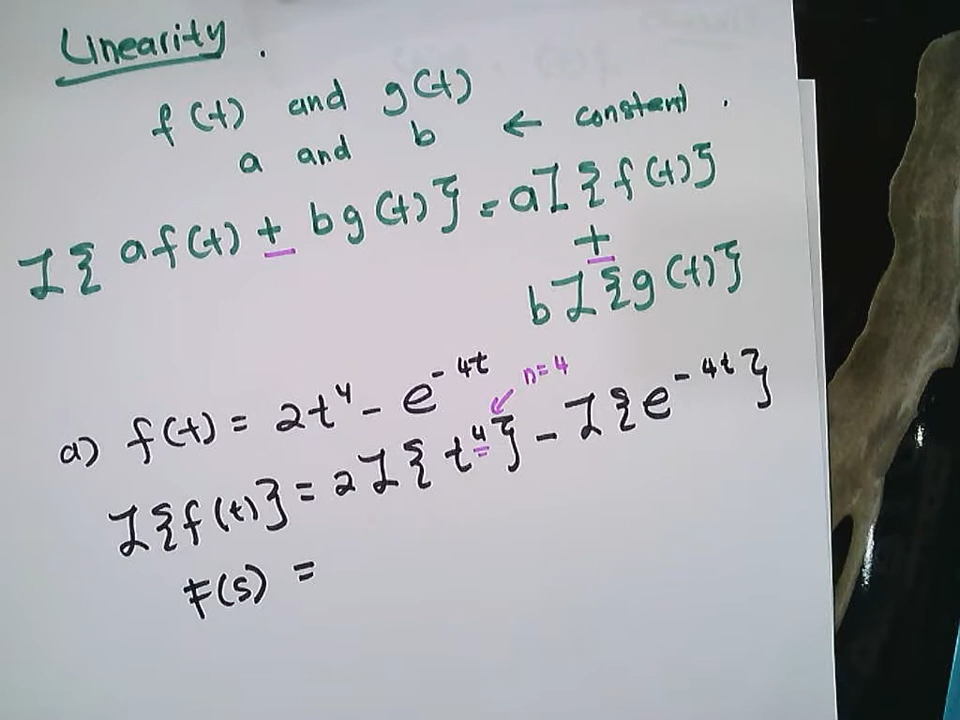 Linearity .
f(t) and g(t)
a and b ← constant .
ℒ{ af(t) ± bg(t)} = aℒ{f(t)}
±
bℒ{g(t)}
n=4
a) f(t) = 2t⁴ - e^{-4t}
ℒ{f(t)} = 2ℒ{t⁴} - ℒ{e^{-4t}}
F(s) =